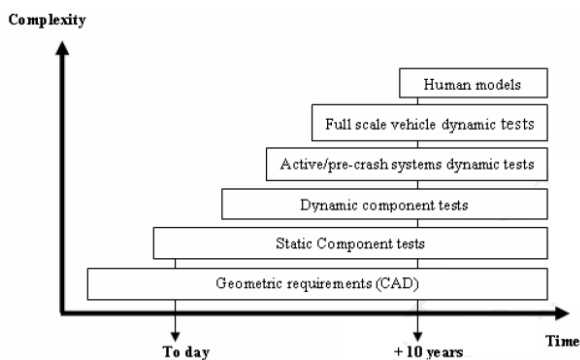 Complexity
Human models
Full scale vehicle dynamic tests
Active/pre-crash systems dynamic tests
Dynamic component tests
Static Component tests
Geometric requirements (CAD)
Time
To day
+10 years